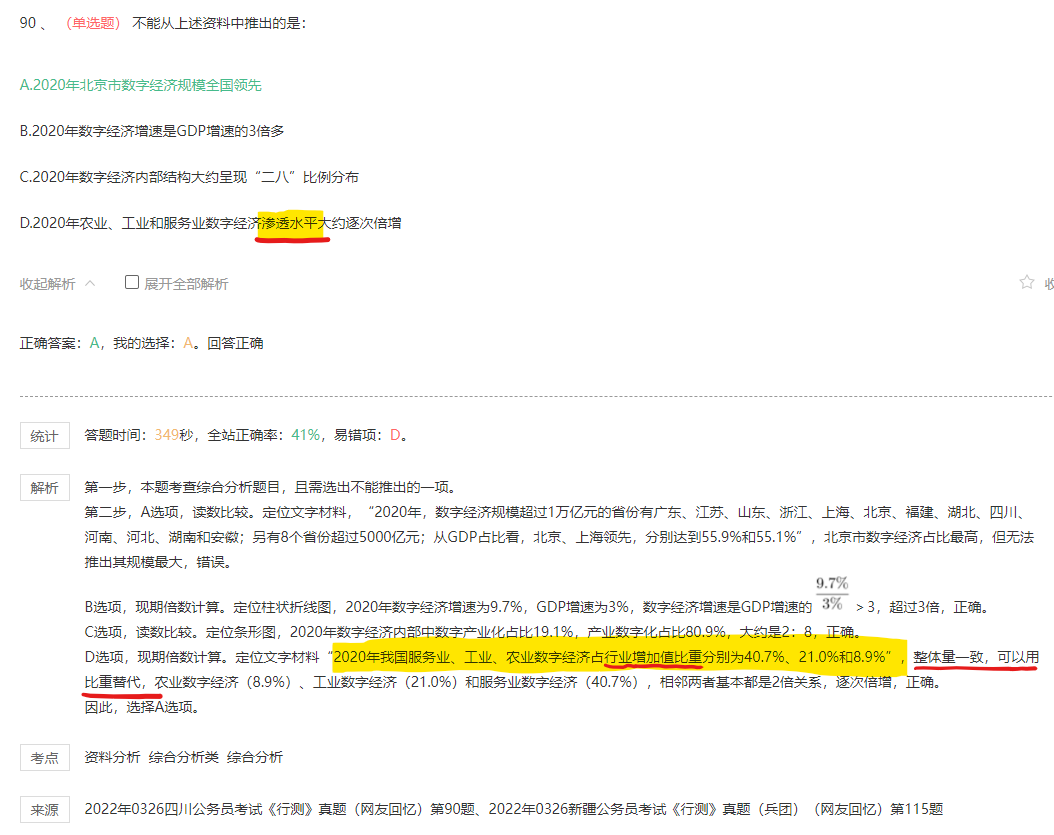 90 、 （单选题） 不能从上述资料中推出的是：
A.2020年北京市数字经济规模全国领先
B.2020年数字经济增速是GDP增速的3倍多
C.2020年数字经济内部结构大约呈现“二八”比例分布
D.2020年农业、工业和服务业数字经济渗透水平大约逐次倍增
收起解析 展开全部解析
正确答案：A，我的选择：A。回答正确
统计 答题时间：349秒，全站正确率：41%，易错项：D。
解析 第一步，本题考查综合分析题目，且需选出不能推出的一项。
第二步，A选项，读数比较。定位文字材料，“2020年，数字经济规模超过1万亿元的省份有广东、江苏、山东、浙江、上海、北京、福建、湖北、四川、
河南、河北、湖南和安徽；另有8个省份超过5000亿元；从GDP占比看，北京、上海领先，分别达到55.9%和55.1%”，北京市数字经济占比最高，但无法
推出其规模最大，错误。
B选项，现期倍数计算。定位柱状折线图，2020年数字经济增速为9.7%，GDP增速为3%，数字经济增速是GDP增速的 9.7%/3% > 3，超过3倍，正确。
C选项，读数比较。定位条形图，2020年数字经济内部中数字产业化占比19.1%，产业数字化占比80.9%，大约是2：8，正确。
D选项，现期倍数计算。定位文字材料“2020年我国服务业、工业、农业数字经济占行业增加值比重分别为40.7%、21.0%和8.9%”，整体量一致，可以用
比重替代，农业数字经济（8.9%）、工业数字经济（21.0%）和服务业数字经济（40.7%），相邻两者基本都是2倍关系，逐次倍增，正确。
因此，选择A选项。
考点 资料分析 综合分析类 综合分析
来源 2022年0326四川公务员考试《行测》真题（网友回忆）第90题、2022年0326新疆公务员考试《行测》真题（兵团）（网友回忆）第115题